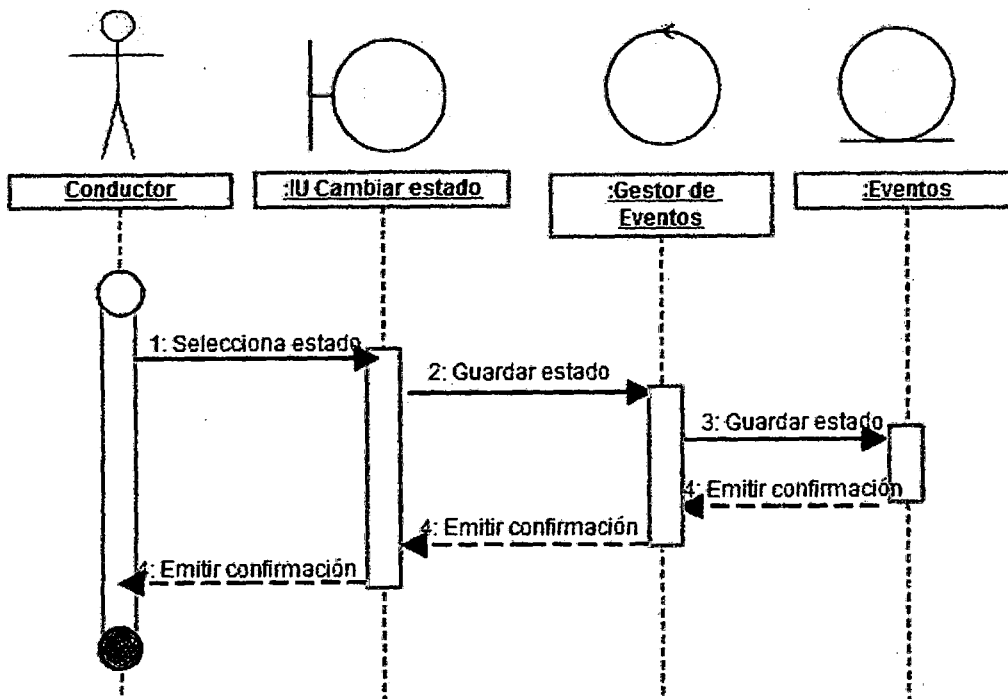 Conductor
:IU Cambiar estado
:Gestor de
Eventos
:Eventos
1: Selecciona estado
2: Guardar estado
3: Guardar estado
4: Emitir confirmación
4: Emitir confirmación
4: Emitir confirmación